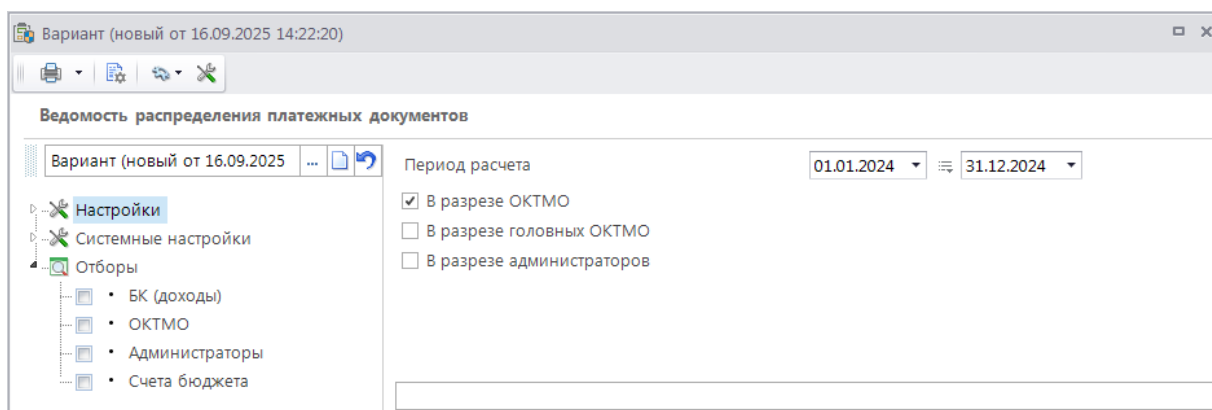 Вариант (новый от 16.09.2025 14:22:20)
Ведомость распределения платежных документов
Вариант (новый от 16.09.2025 ...
Период расчета 01.01.2024 31.12.2024
Настройки
Системные настройки
Отборы
• БК (доходы)
• ОКТМО
• Администраторы
• Счета бюджета
В разрезе ОКТМО
В разрезе головных ОКТМО
В разрезе администраторов